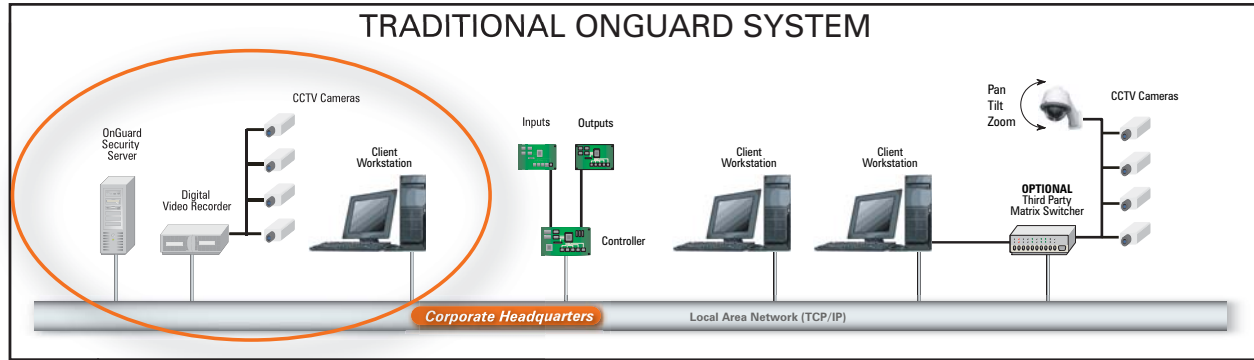 TRADITIONAL ONGUARD SYSTEM
CCTV Cameras
OnGuard
Security
Server
Digital
Video Recorder
Client
Workstation
Inputs
Outputs
Controller
Client
Workstation
Client
Workstation
Pan
Tilt
Zoom
CCTV Cameras
OPTIONAL
Third Party
Matrix Switcher
Corporate Headquarters
Local Area Network (TCP/IP)